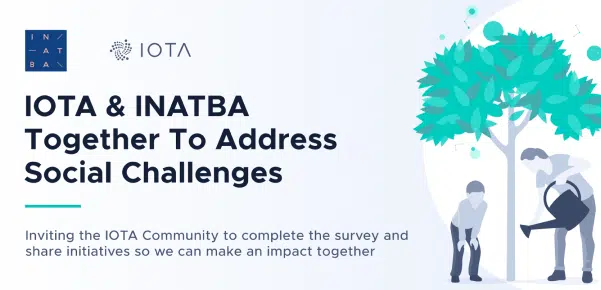 IN/
—AT
BA\
IOTA
IOTA & INATBA
Together To Address
Social Challenges
Inviting the IOTA Community to complete the survey and
share initiatives so we can make an impact together